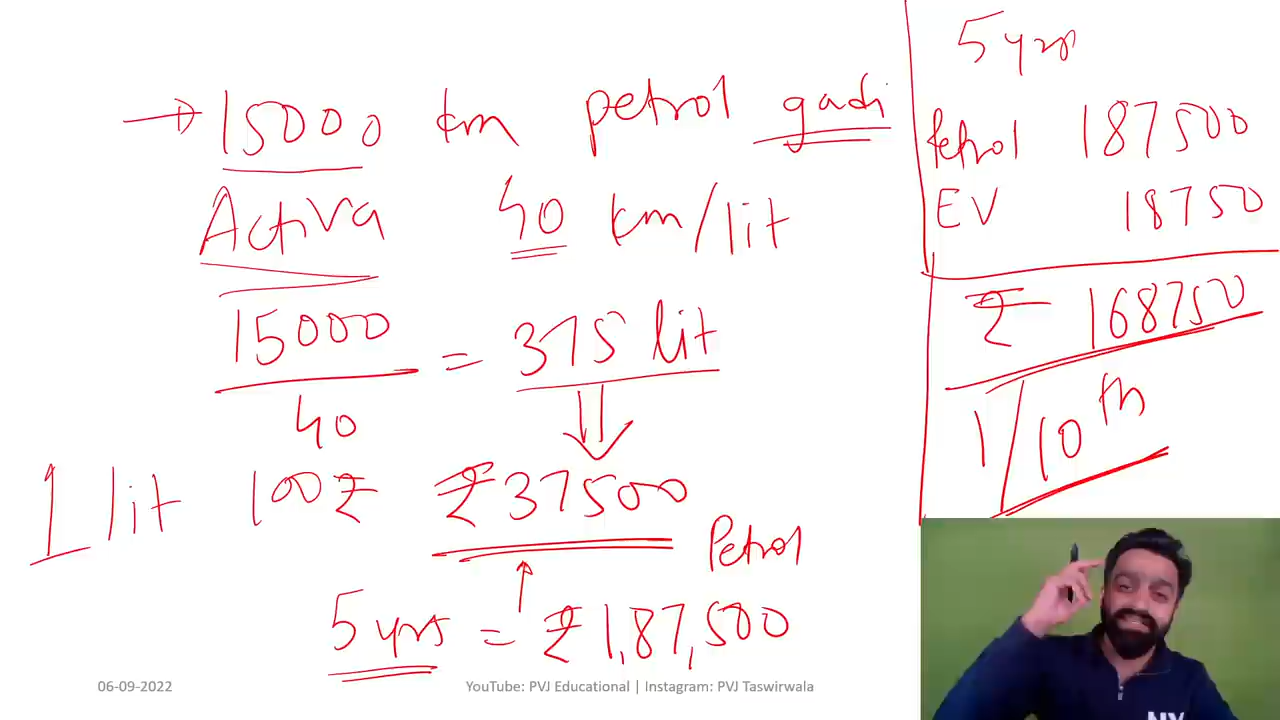 → 15000 km petrol gadi
Activa 40 km/lit
15000
40
= 375 lit
1 lit 100₹ ₹37500
Petrol
5 yrs = ₹1,87,500
5 yrs
Petrol 187500
EV 18750
₹ 168750
1/10th
06-09-2022
YouTube: PVJ Educational | Instagram: PVJ Taswirwala